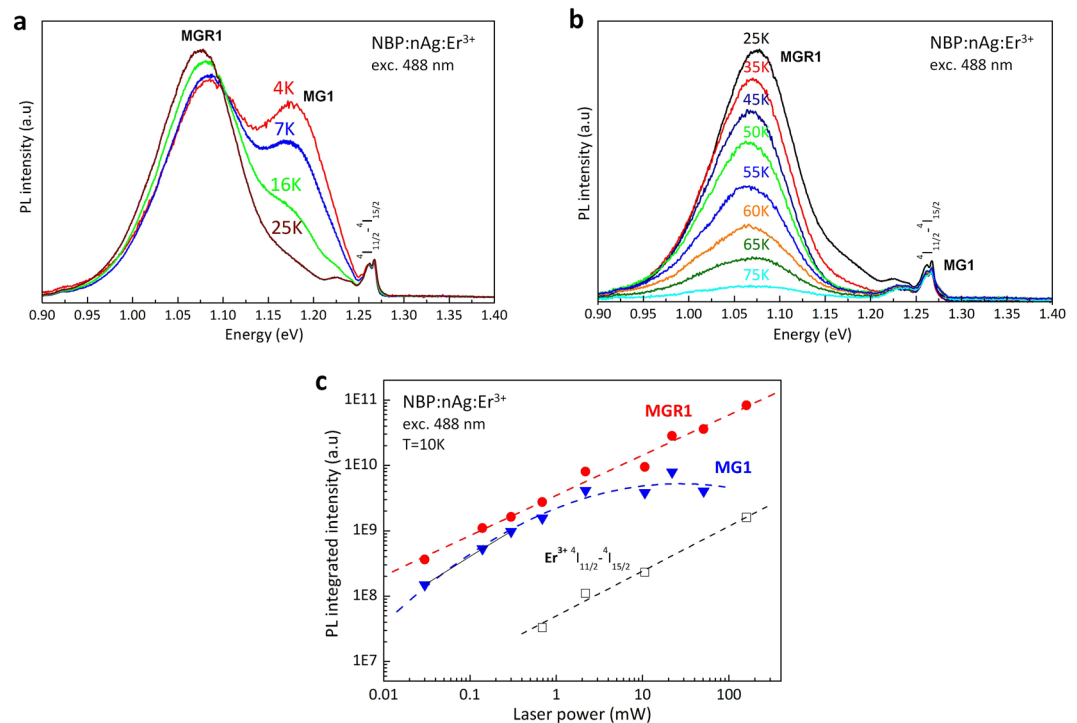 a
NBP:nAg:Er³⁺
exc. 488 nm
MGR1
4K
MG1
7K
16K
25K
⁴I₁₁/₂-⁴I₁₅/₂
PL intensity (a.u)
0.90 0.95 1.00 1.05 1.10 1.15 1.20 1.25 1.30 1.35 1.40
Energy (eV)
b
NBP:nAg:Er³⁺
exc. 488 nm
25K
MGR1
35K
45K
50K
55K
60K
65K
75K
⁴I₁₁/₂-⁴I₁₅/₂
MG1
PL intensity (a.u)
0.90 0.95 1.00 1.05 1.10 1.15 1.20 1.25 1.30 1.35 1.40
Energy (eV)
c
NBP:nAg:Er³⁺
exc. 488 nm
T=10K
MGR1
MG1
Er³⁺ ⁴I₁₁/₂-⁴I₁₅/₂
PL integrated intensity (a.u)
1E11
1E10
1E9
1E8
1E7
0.01 0.1 1 10 100
Laser power (mW)